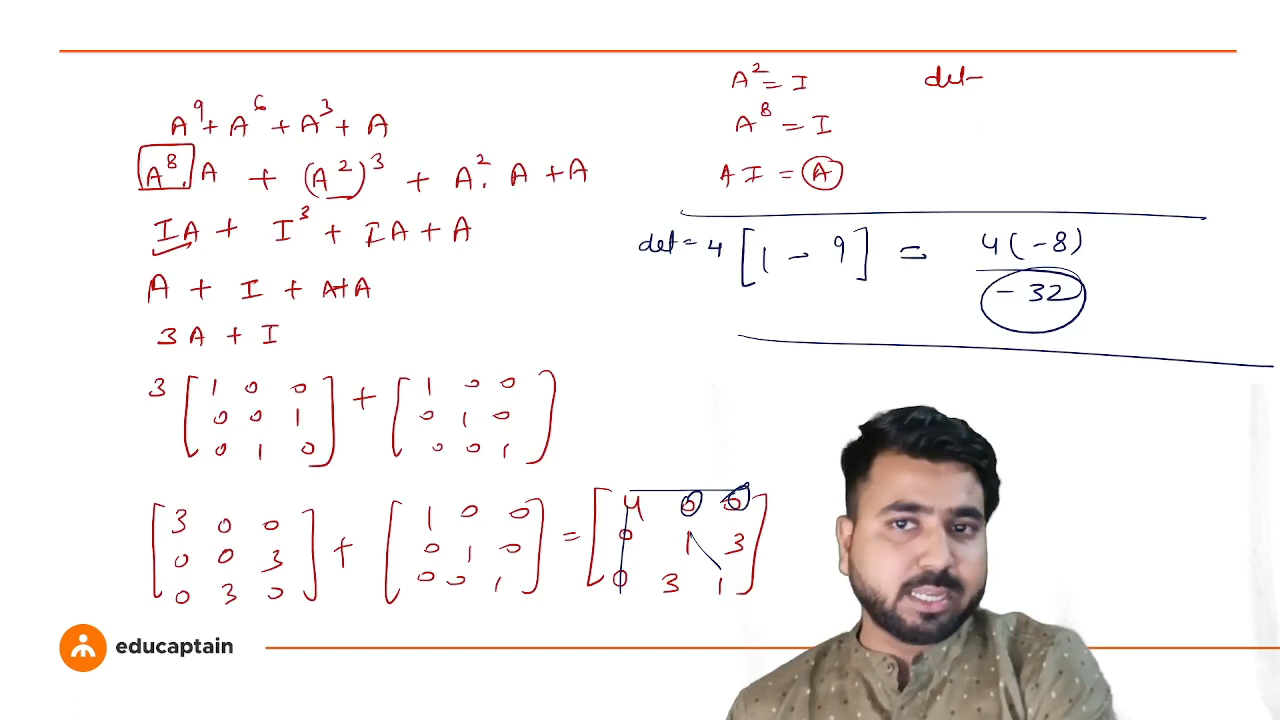 A⁹ + A⁶ + A³ + A
A⁸ . A + (A²)³ + A² . A + A
IA + I³ + IA + A
A + I + A+A
3A + I
3 [ 1 0 0 ] + [ 1 0 0 ]
[ 0 0 1 ] [ 0 1 0 ]
[ 0 1 0 ] [ 0 0 1 ]
[ 3 0 0 ] + [ 1 0 0 ] = [ 4 0 0 ]
[ 0 0 3 ] [ 0 1 0 ] [ 0 1 3 ]
[ 0 3 0 ] [ 0 0 1 ] [ 0 3 1 ]
A² = I
det
A⁸ = I
AI = A
det = 4 [ 1 - 9 ] = 4(-8)
-32
educaptain